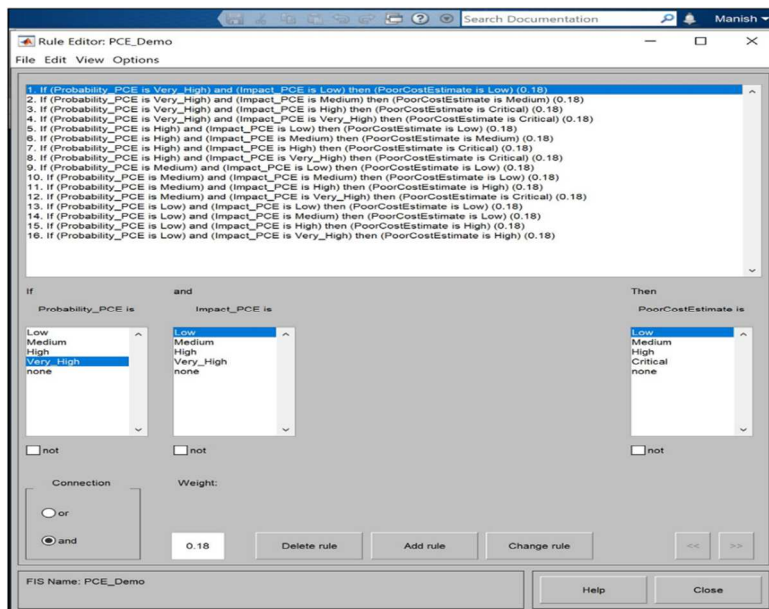 Search Documentation
Manish
Rule Editor: PCE_Demo
File Edit View Options
1. If (Probability_PCE is Very_High) and (Impact_PCE is Low) then (PoorCostEstimate is Low) (0.18)
2. If (Probability_PCE is Very_High) and (Impact_PCE is Medium) then (PoorCostEstimate is Medium) (0.18)
3. If (Probability_PCE is Very_High) and (Impact_PCE is High) then (PoorCostEstimate is Critical) (0.18)
4. If (Probability_PCE is Very_High) and (Impact_PCE is Very_High) then (PoorCostEstimate is Critical) (0.18)
5. If (Probability_PCE is High) and (Impact_PCE is Low) then (PoorCostEstimate is Low) (0.18)
6. If (Probability_PCE is High) and (Impact_PCE is Medium) then (PoorCostEstimate is Medium) (0.18)
7. If (Probability_PCE is High) and (Impact_PCE is High) then (PoorCostEstimate is Critical) (0.18)
8. If (Probability_PCE is High) and (Impact_PCE is Very_High) then (PoorCostEstimate is Critical) (0.18)
9. If (Probability_PCE is Medium) and (Impact_PCE is Low) then (PoorCostEstimate is Low) (0.18)
10. If (Probability_PCE is Medium) and (Impact_PCE is Medium) then (PoorCostEstimate is Low) (0.18)
11. If (Probability_PCE is Medium) and (Impact_PCE is High) then (PoorCostEstimate is High) (0.18)
12. If (Probability_PCE is Medium) and (Impact_PCE is Very_High) then (PoorCostEstimate is Critical) (0.18)
13. If (Probability_PCE is Low) and (Impact_PCE is Low) then (PoorCostEstimate is Low) (0.18)
14. If (Probability_PCE is Low) and (Impact_PCE is Medium) then (PoorCostEstimate is Low) (0.18)
15. If (Probability_PCE is Low) and (Impact_PCE is High) then (PoorCostEstimate is High) (0.18)
16. If (Probability_PCE is Low) and (Impact_PCE is Very_High) then (PoorCostEstimate is High) (0.18)
If
Probability_PCE is
Low
Medium
High
Very_High
none
not
and
Impact_PCE is
Low
Medium
High
Very_High
none
not
Then
PoorCostEstimate is
Low
Medium
High
Critical
none
not
Connection
or
and
Weight:
0.18
Delete rule
Add rule
Change rule
<<
>>
FIS Name: PCE_Demo
Help
Close